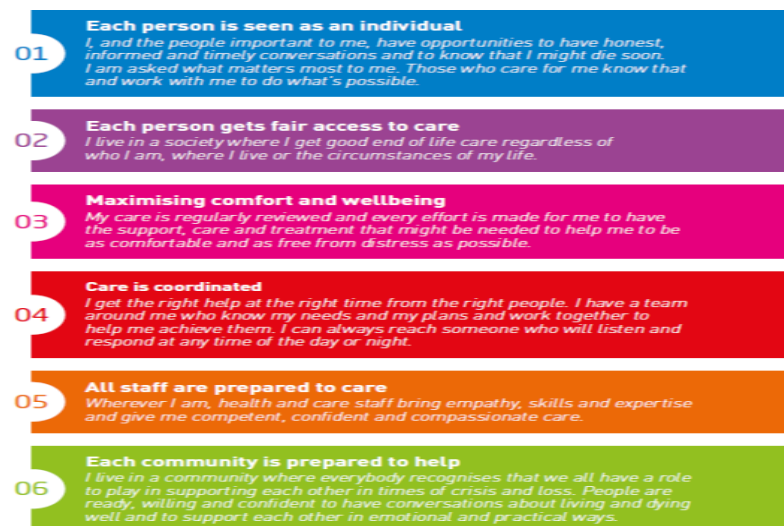 01
Each person is seen as an individual
I, and the people important to me, have opportunities to have honest,
informed and timely conversations and to know that I might die soon.
I am asked what matters most to me. Those who care for me know that
and work with me to do what's possible.
02
Each person gets fair access to care
I live in a society where I get good end of life care regardless of
who I am, where I live or the circumstances of my life.
03
Maximising comfort and wellbeing
My care is regularly reviewed and every effort is made for me to have
the support, care and treatment that might be needed to help me to be
as comfortable and as free from distress as possible.
04
Care is coordinated
I get the right help at the right time from the right people. I have a team
around me who know my needs and my plans and work together to
help me achieve them. I can always reach someone who will listen and
respond at any time of the day or night.
05
All staff are prepared to care
Wherever I am, health and care staff bring empathy, skills and expertise
and give me competent, confident and compassionate care.
06
Each community is prepared to help
I live in a community where everybody recognises that we all have a role
to play in supporting each other in times of crisis and loss. People are
ready, willing and confident to have conversations about living and dying
well and to support each other in emotional and practical ways.